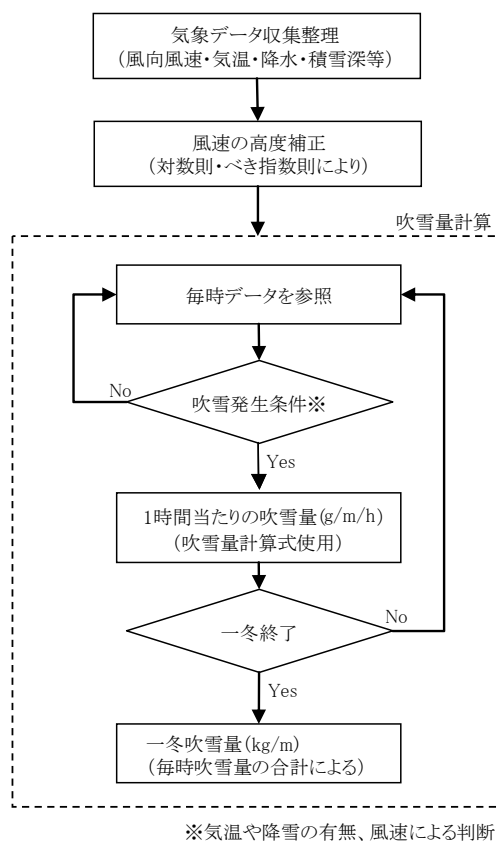 気象データ収集整理
(風向風速・気温・降水・積雪深等)
風速の高度補正
(対数則・べき指数則により)
吹雪量計算
毎時データを参照
No
吹雪発生条件※
Yes
1時間当たりの吹雪量(g/m/h)
(吹雪量計算式使用)
No
一冬終了
Yes
一冬吹雪量(kg/m)
(毎時吹雪量の合計による)
※気温や降雪の有無、風速による判断